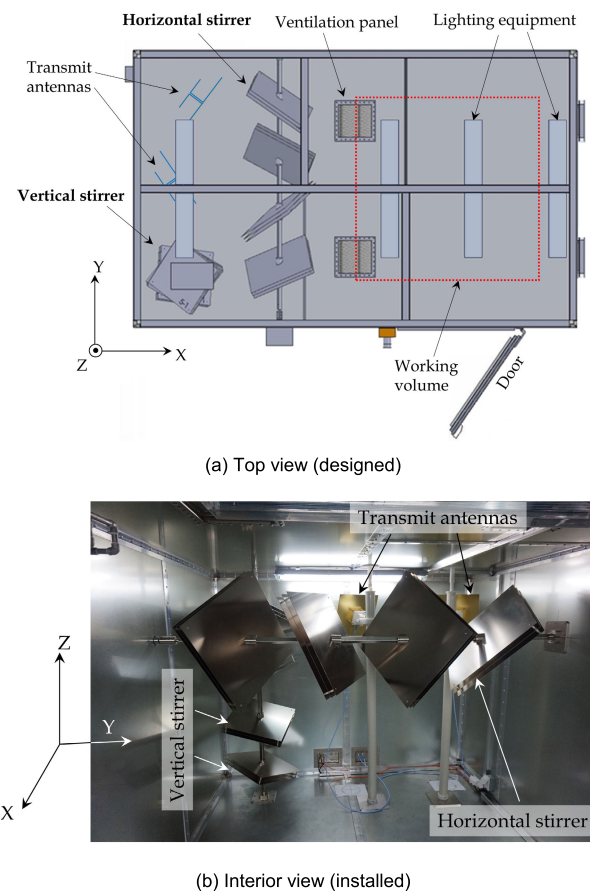 Horizontal stirrer
Ventilation panel
Lighting equipment
Transmit
antennas
Vertical stirrer
Y
Z
X
Working
volume
Door
(a) Top view (designed)
Transmit antennas
Z
Y
X
Vertical stirrer
Horizontal stirrer
(b) Interior view (installed)